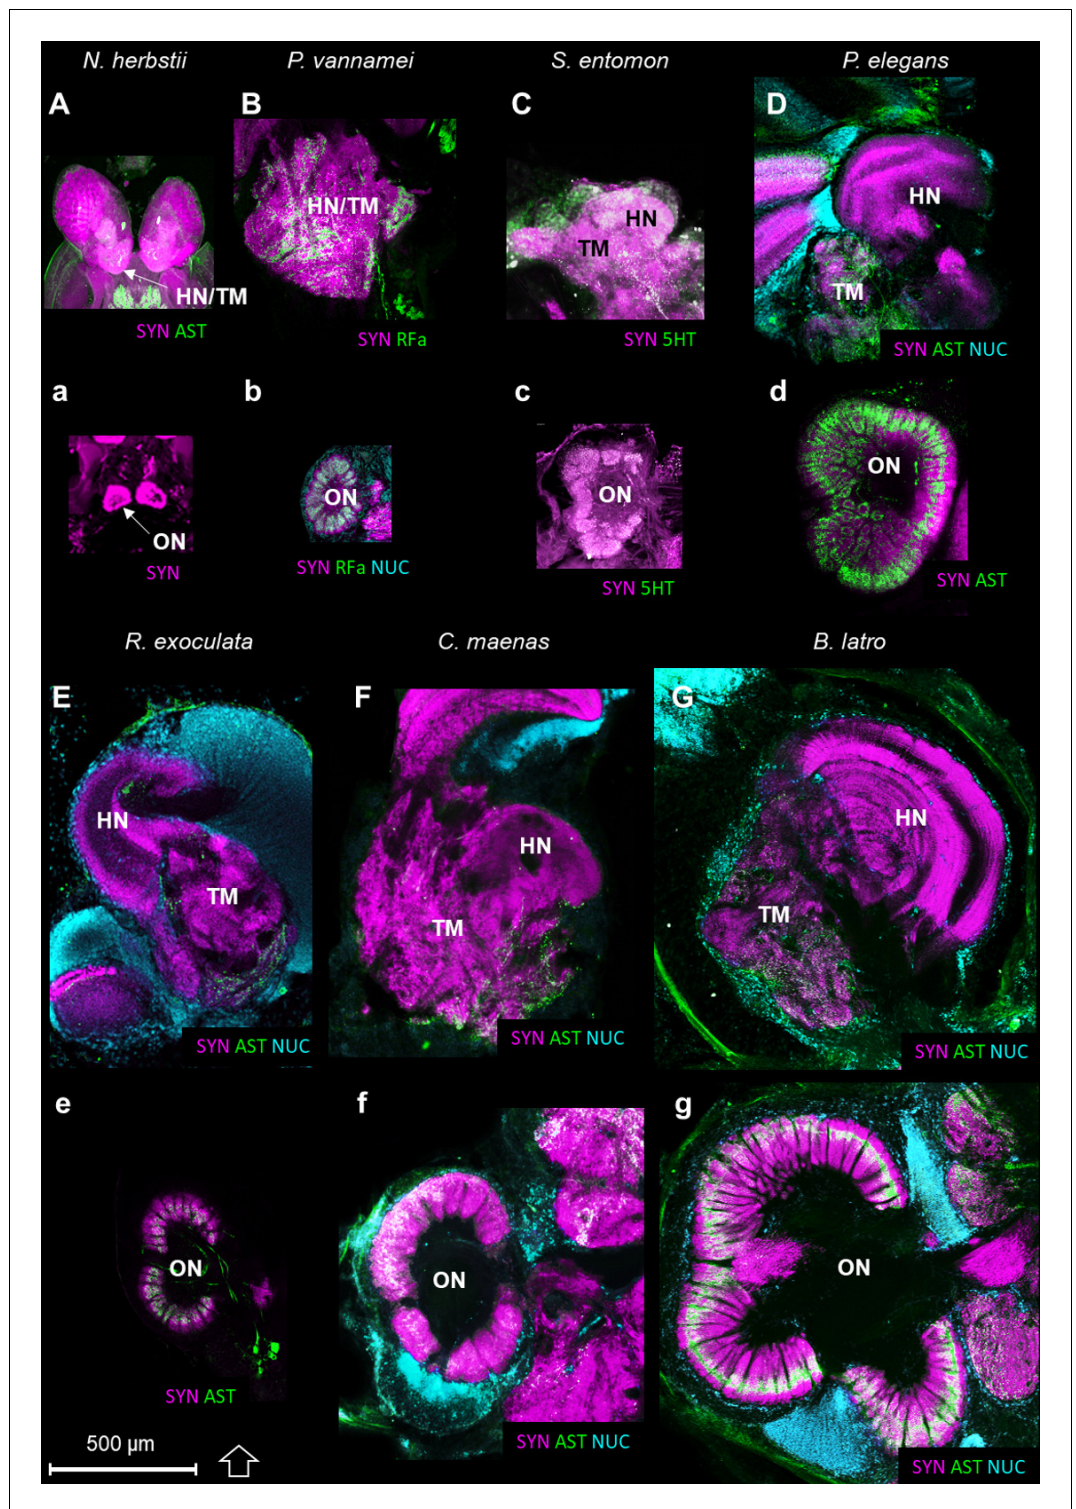 N. herbstii P. vannamei S. entomon P. elegans
A B C D
HN/TM
HN/TM
HN
TM
HN
TM
SYN AST
SYN RFa
SYN 5HT
SYN AST NUC
a b c d
ON
ON
ON
ON
SYN
SYN RFa NUC
SYN 5HT
SYN AST
R. exoculata C. maenas B. latro
E F G
HN
TM
HN
TM
HN
TM
SYN AST NUC
SYN AST NUC
SYN AST NUC
e f g
ON
ON
ON
SYN AST
SYN AST NUC
SYN AST NUC
500 µm